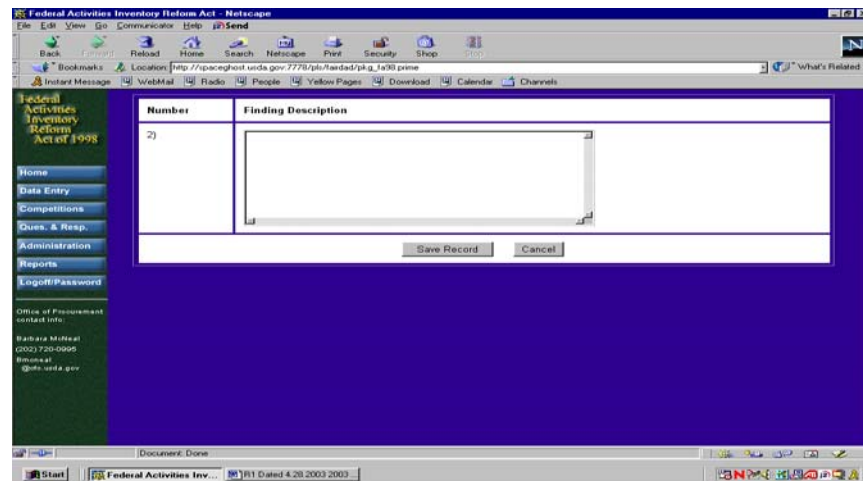 Federal Activities Inventory Reform Act - Netscape
File Edit View Go Communicator Help Send
Back Forward Reload Home Search Netscape Print Security Shop Stop
Bookmarks Location: http://spaceghost.usda.gov:7778/pls/fairdad/pkg_fa98.prime What's Related
Instant Message WebMail Radio People Yellow Pages Download Calendar Channels
Federal
Activities
Inventory
Reform
Act of 1998
Home
Data Entry
Competitions
Ques. & Resp.
Administration
Reports
Logoff/Password
Office of Procurement
contact info:
Barbara McNeal
(202) 720-0995
Bmcneal
@ofo.usda.gov
Number Finding Description
2)
Save Record Cancel
Document: Done
Start Federal Activities Inv... R1 Dated 4.28.2003 2003 ...